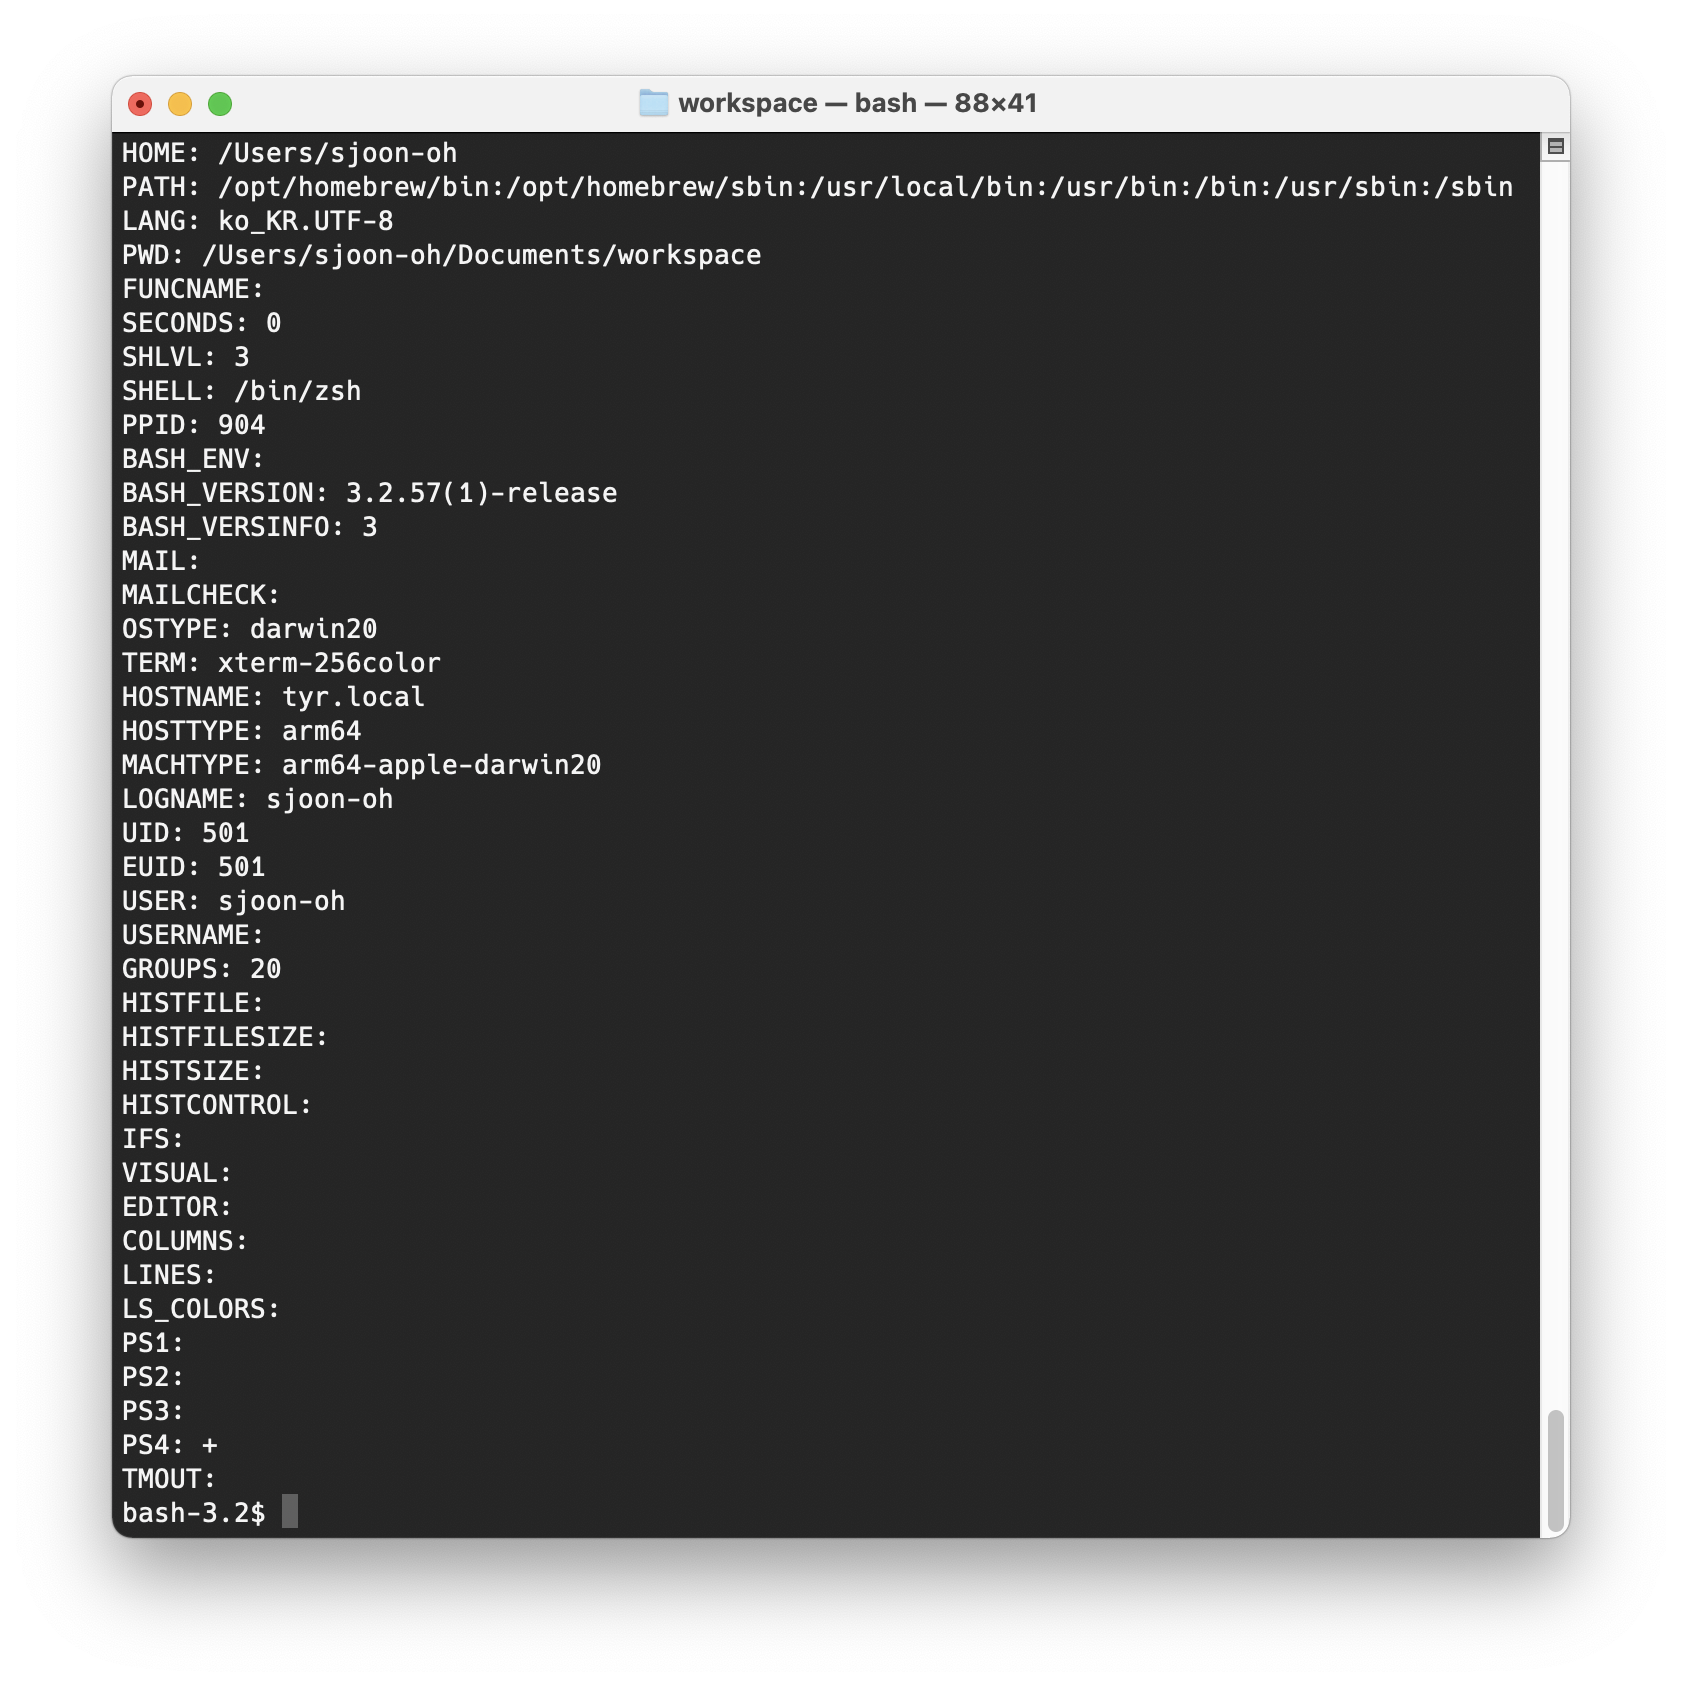 workspace — bash — 88×41
HOME: /Users/sjoon-oh
PATH: /opt/homebrew/bin:/opt/homebrew/sbin:/usr/local/bin:/usr/bin:/bin:/usr/sbin:/sbin
LANG: ko_KR.UTF-8
PWD: /Users/sjoon-oh/Documents/workspace
FUNCNAME:
SECONDS: 0
SHLVL: 3
SHELL: /bin/zsh
PPID: 904
BASH_ENV:
BASH_VERSION: 3.2.57(1)-release
BASH_VERSINFO: 3
MAIL:
MAILCHECK:
OSTYPE: darwin20
TERM: xterm-256color
HOSTNAME: tyr.local
HOSTTYPE: arm64
MACHTYPE: arm64-apple-darwin20
LOGNAME: sjoon-oh
UID: 501
EUID: 501
USER: sjoon-oh
USERNAME:
GROUPS: 20
HISTFILE:
HISTFILESIZE:
HISTSIZE:
HISTCONTROL:
IFS:
VISUAL:
EDITOR:
COLUMNS:
LINES:
LS_COLORS:
PS1:
PS2:
PS3:
PS4: +
TMOUT:
bash-3.2$